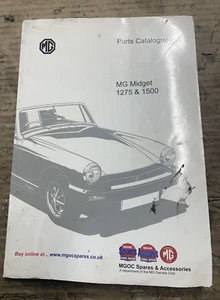 MG
Parts Catalogue
MG Midget
1275 & 1500
Buy online at... www.mgocspares.co.uk
MG
MGOC Spares & Accessories
A department of the MG Owners Club